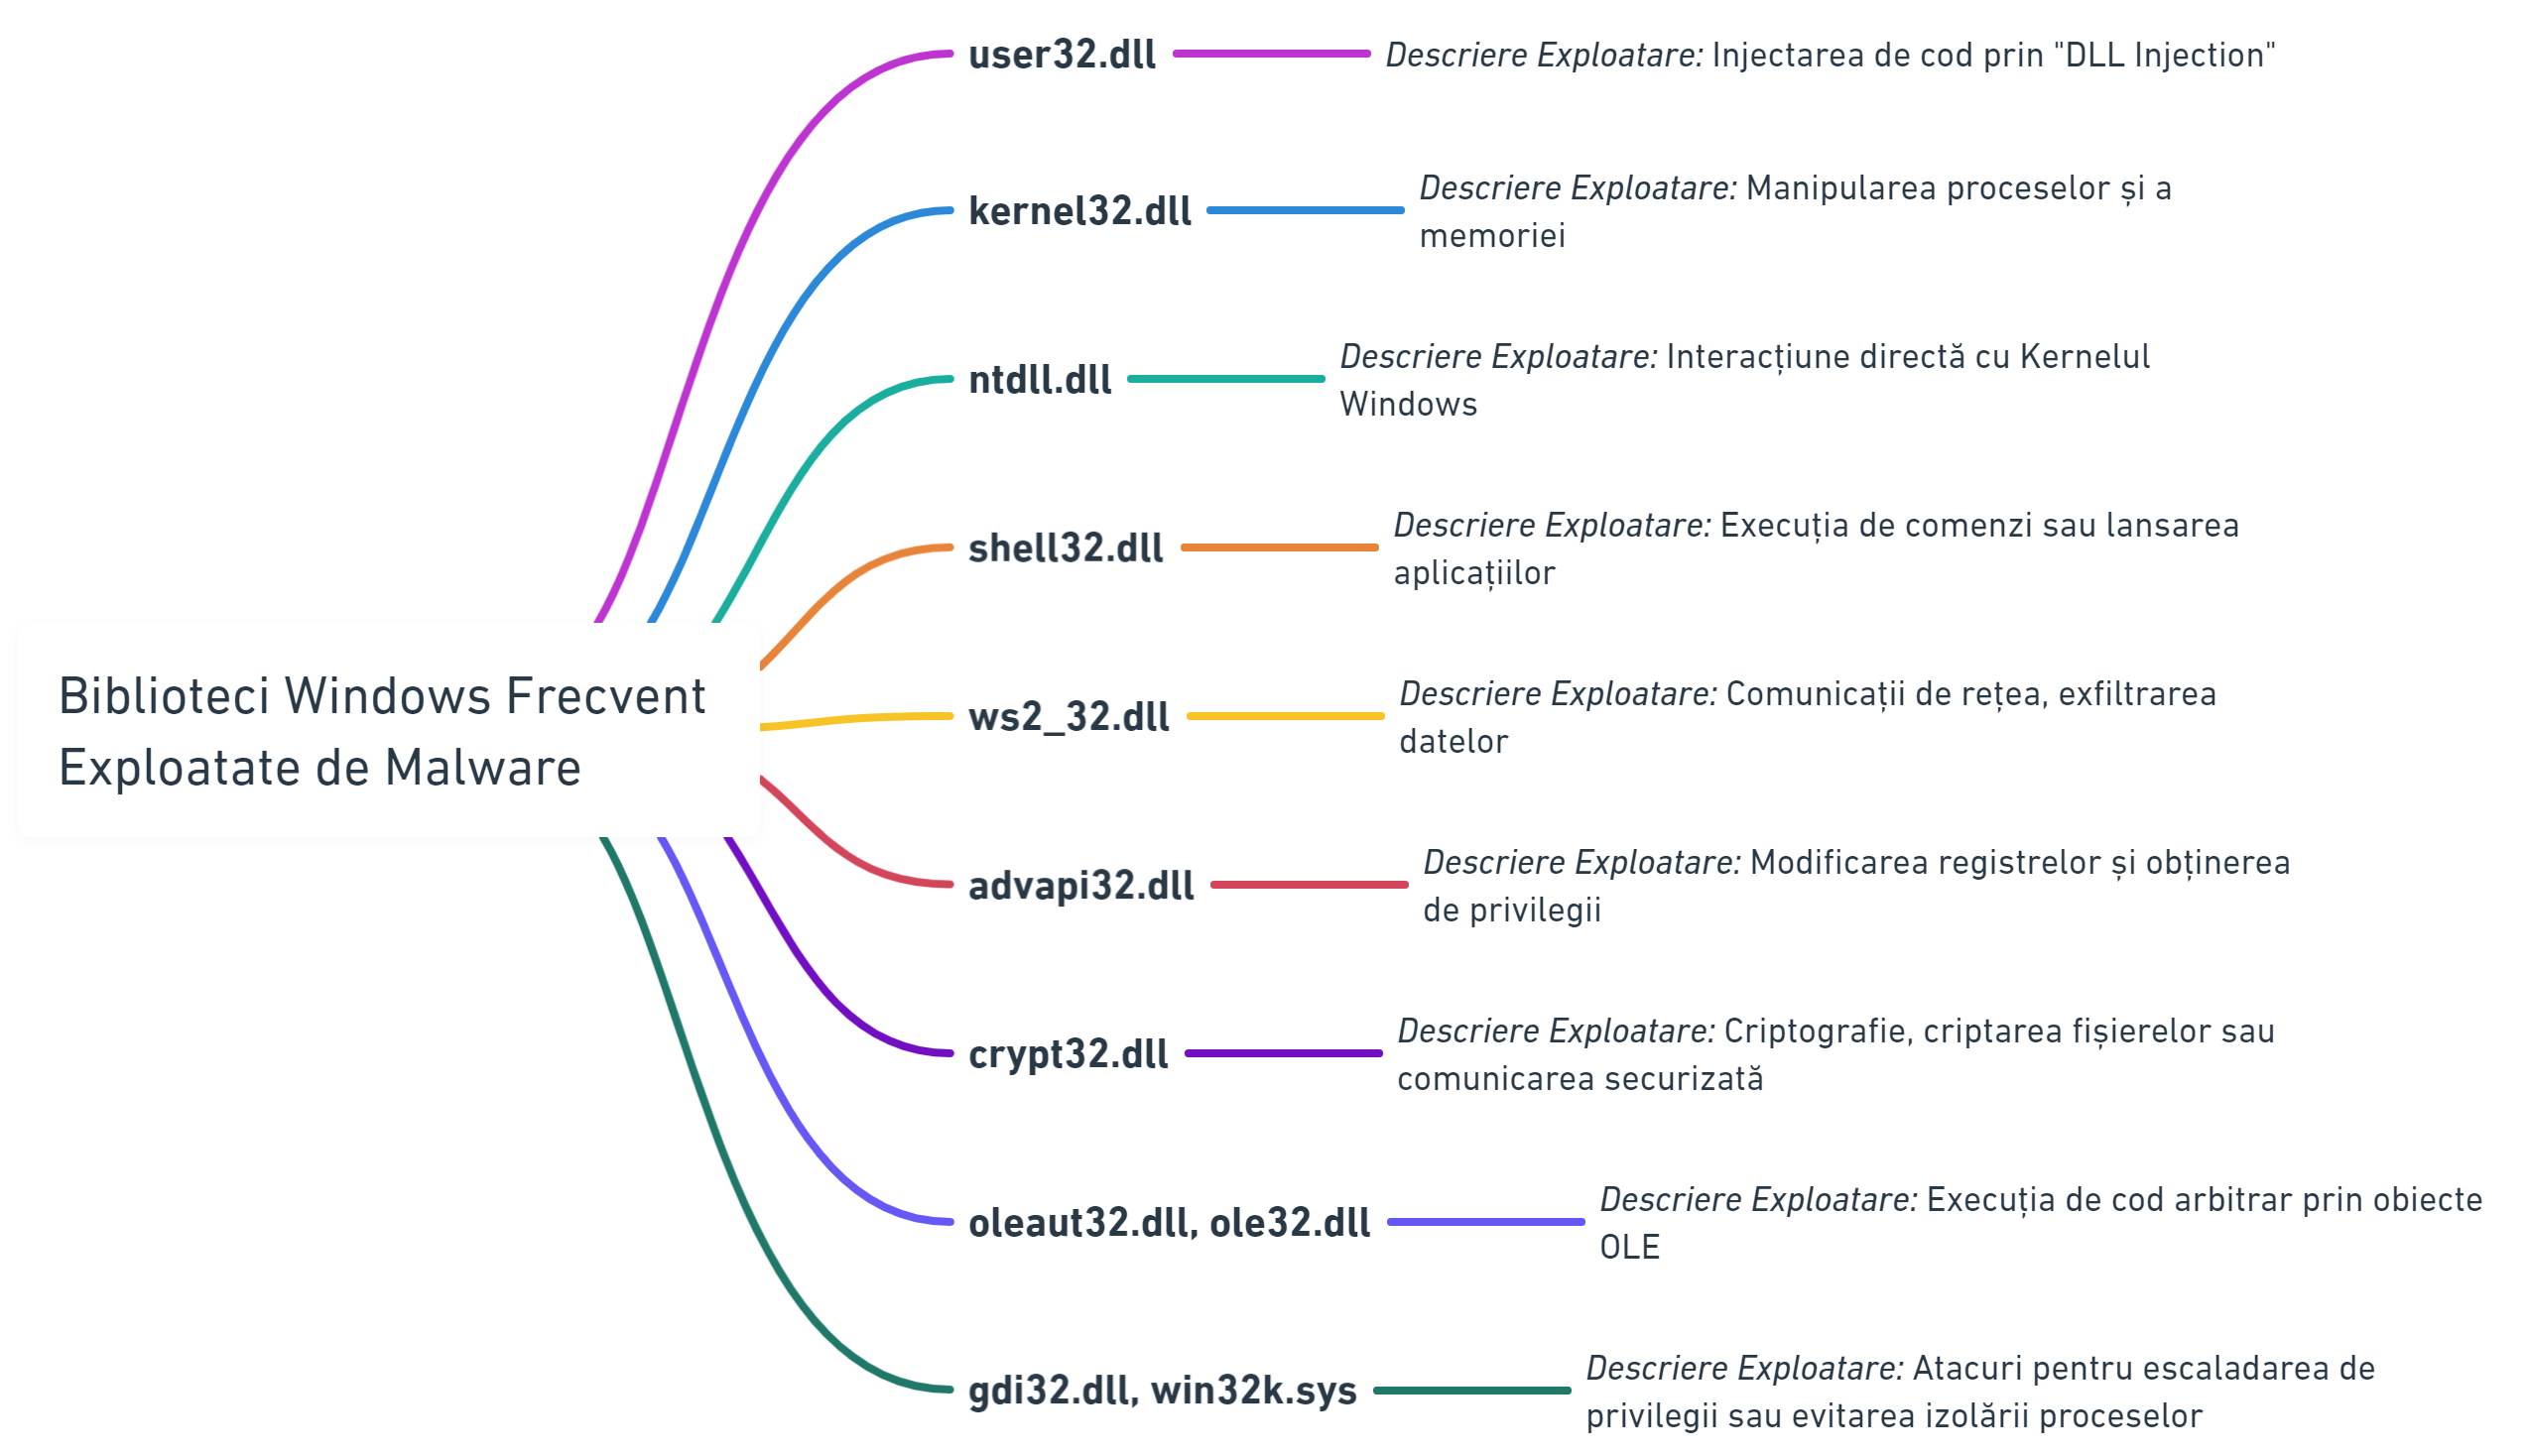 Biblioteci Windows Frecvent
Exploatate de Malware
user32.dll
Descriere Exploatare: Injectarea de cod prin "DLL Injection"
kernel32.dll
Descriere Exploatare: Manipularea proceselor și a
memoriei
ntdll.dll
Descriere Exploatare: Interacțiune directă cu Kernelul
Windows
shell32.dll
Descriere Exploatare: Execuția de comenzi sau lansarea
aplicațiilor
ws2_32.dll
Descriere Exploatare: Comunicații de rețea, exfiltrarea
datelor
advapi32.dll
Descriere Exploatare: Modificarea registrelor și obținerea
de privilegii
crypt32.dll
Descriere Exploatare: Criptografie, criptarea fișierelor sau
comunicarea securizată
oleaut32.dll, ole32.dll
Descriere Exploatare: Execuția de cod arbitrar prin obiecte
OLE
gdi32.dll, win32k.sys
Descriere Exploatare: Atacuri pentru escaladarea de
privilegii sau evitarea izolării proceselor